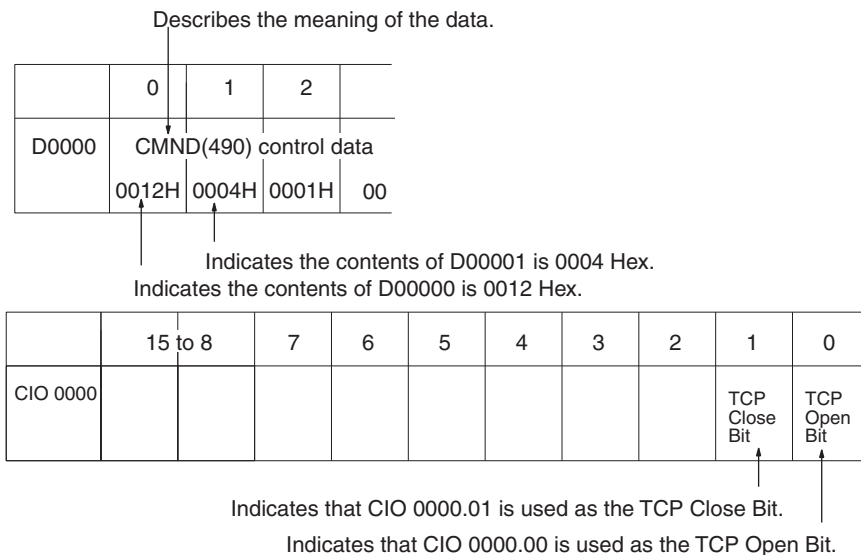 Describes the meaning of the data.
0 1 2
D0000 CMND(490) control data
0012H 0004H 0001H 00
Indicates the contents of D00001 is 0004 Hex.
Indicates the contents of D00000 is 0012 Hex.
15 to 8 7 6 5 4 3 2 1 0
CIO 0000
TCP Close Bit
TCP Open Bit
Indicates that CIO 0000.01 is used as the TCP Close Bit.
Indicates that CIO 0000.00 is used as the TCP Open Bit.